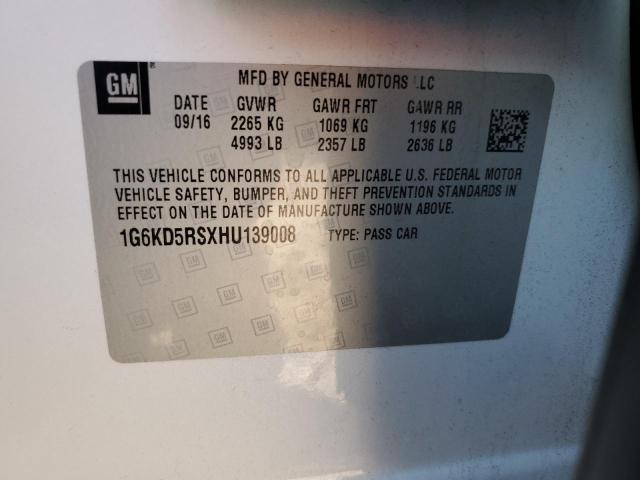 GM
MFD BY GENERAL MOTORS LLC
DATE GVWR GAWR FRT GAWR RR
09/16 2265 KG 1069 KG 1196 KG
4993 LB 2357 LB 2636 LB
THIS VEHICLE CONFORMS TO ALL APPLICABLE U.S. FEDERAL MOTOR
VEHICLE SAFETY, BUMPER, AND THEFT PREVENTION STANDARDS IN
EFFECT ON THE DATE OF MANUFACTURE SHOWN ABOVE.
1G6KD5RSXHU139008 TYPE: PASS CAR